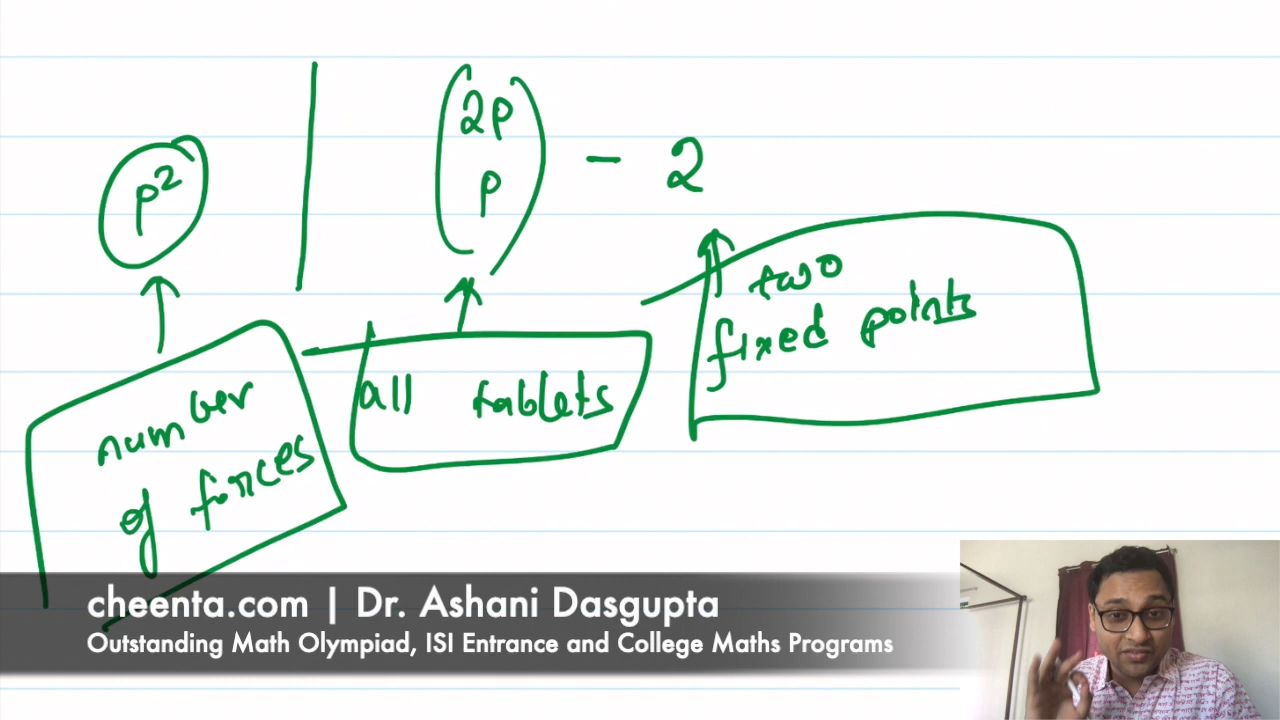 p² | (2p p) - 2
number of forces
all tablets
two fixed points
cheenta.com | Dr. Ashani Dasgupta
Outstanding Math Olympiad, ISI Entrance and College Maths Programs